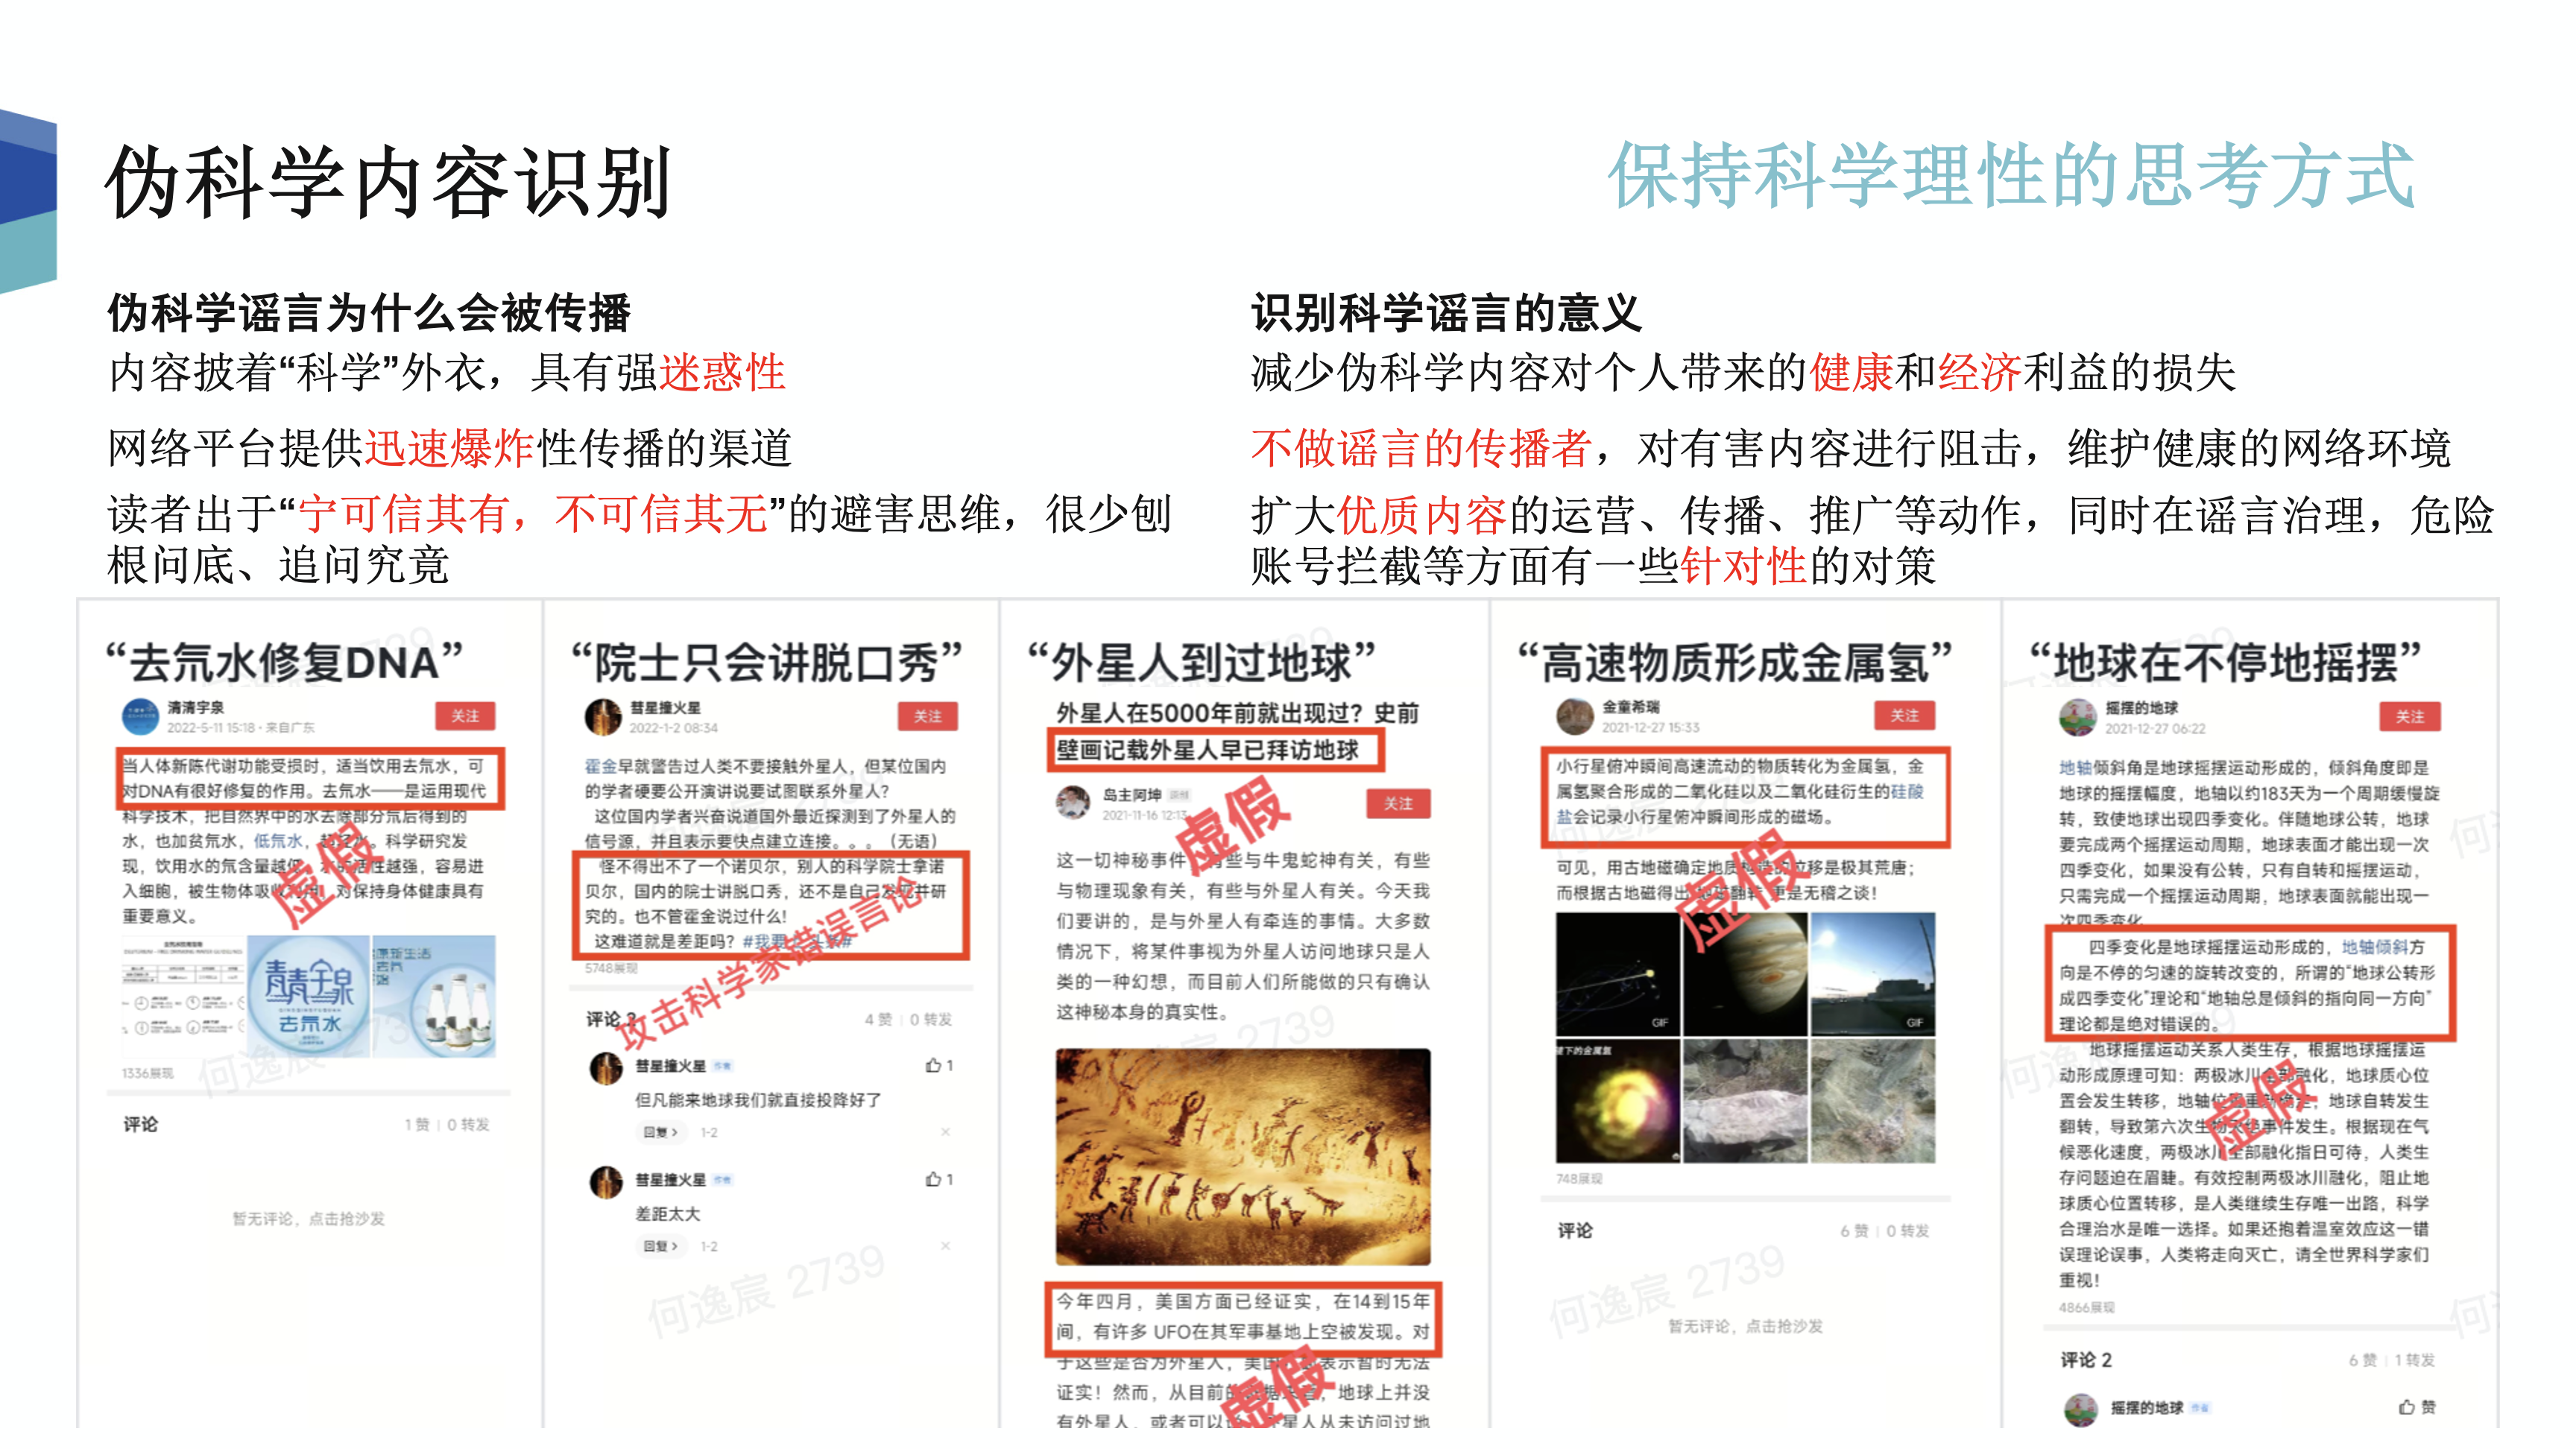 伪科学内容识别
保持科学理性的思考方式
伪科学谣言为什么会被传播
内容披着“科学”外衣，具有强迷惑性
网络平台提供迅速爆炸性传播的渠道
读者出于“宁可信其有，不可信其无”的避害思维，很少刨
根问底、追问究竟
识别科学谣言的意义
减少伪科学内容对个人带来的健康和经济利益的损失
不做谣言的传播者，对有害内容进行阻击，维护健康的网络环境
扩大优质内容的运营、传播、推广等动作，同时在谣言治理，危险
账号拦截等方面有一些针对性的对策
“去氘水修复DNA”
清清宇泉
2022-5-11 15:18·来自广东
关注
当人体新陈代谢功能受损时，适当饮用去氘水，可
对DNA有很好修复的作用。去氘水——是运用现代
科学技术，把自然界中的水去除部分氘后得到的
水，也加贫氘水，低氘水，超轻水。科学研究发
现，饮用水的氘含量越低，水的活性越强，容易进
入细胞，被生物体吸收利用，对保持身体健康具有
重要意义。
虚假
青青宇泉
去氘水
1336展现
评论
1 赞 | 0 转发
暂无评论，点击抢沙发
“院士只会讲脱口秀”
彗星撞火星
2022-1-2 08:34
关注
霍金早就警告过人类不要接触外星人，但某位国内
的学者硬要公开演讲说要试图联系外星人?
这位国内学者兴奋说道国外最近探测到了外星人的
信号源，并且表示要快点建立连接。。。（无语）
怪不得出不了一个诺贝尔，别人的科学院士拿诺
贝尔，国内的院士讲脱口秀，还不是自己发现并研
究的。也不管霍金说过什么!
这难道就是差距吗？#我要上头条#
攻击科学家错误言论
5748展现
评论 2
4 赞 | 0 转发
彗星撞火星 作者
1
但凡能来地球我们就直接投降好了
回复 >
1-2
×
彗星撞火星 作者
1
差距太大
回复 >
1-2
×
“外星人到过地球”
外星人在5000年前就出现过？史前
壁画记载外星人早已拜访地球
岛主阿坤 原创
2021-11-16 12:13
关注
虚假
这一切神秘事件，有些与牛鬼蛇神有关，有些
与物理现象有关，有些与外星人有关。今天我
们要讲的，是与外星人有牵连的事情。大多数
情况下，将某件事视为外星人访问地球只是人
类的一种幻想，而目前人们所能做的只有确认
这神秘本身的真实性。
今年四月，美国方面已经证实，在14到15年
间，有许多 UFO在其军事基地上空被发现。对
于这些是否为外星人，美国表示暂时无法
证实！然而，从目前的，地球上并没
有外星人，或者可以说外星人从未访问过地
虚假
“高速物质形成金属氢”
金童希瑞
2021-12-27 15:33
关注
小行星俯冲瞬间高速流动的物质转化为金属氢，金
属氢聚合形成的二氧化硅以及二氧化硅衍生的硅酸
盐会记录小行星俯冲瞬间形成的磁场。
可见，用古地磁确定地质构造的位移是极其荒唐；
而根据古地磁得出地磁翻转更是无稽之谈！
虚假
GIF
GIF
下的金属氢
748展现
评论
6 赞 | 0 转发
暂无评论，点击抢沙发
“地球在不停地摇摆”
摇摆的地球
2021-12-27 06:22
关注
地轴倾斜角是地球摇摆运动形成的，倾斜角度即是
地球的摇摆幅度，地轴以约183天为一个周期缓慢旋
转，致使地球出现四季变化。伴随地球公转，地球
要完成两个摇摆运动周期，地球表面才能出现一次
四季变化，如果没有公转，只有自转和摇摆运动，
只需完成一个摇摆运动周期，地球表面就能出现一
次四季变化
四季变化是地球摇摆运动形成的，地轴倾斜方
向是不停的匀速的旋转改变的，所谓的“地球公转形
成四季变化”理论和“地轴总是倾斜的指向同一方向”
理论都是绝对错误的。
地球摇摆运动关系人类生存，根据地球摇摆运
动形成原理可知：两极冰川全部融化，地球质心位
置会发生转移，地轴位置重新确定，地球自转发生
翻转，导致第六次生物灭绝事件发生。根据现在气
候恶化速度，两极冰川全部融化指日可待，人类生
存问题迫在眉睫。有效控制两极冰川融化，阻止地
球质心位置转移，是人类继续生存唯一出路，科学
合理治水是唯一选择。如果还抱着温室效应这一错
误理论误事，人类将走向灭亡，请全世界科学家们
重视！
虚假
4866展现
评论 2
6 赞 | 1 转发
摇摆的地球 作者
赞
何逸宸 2739